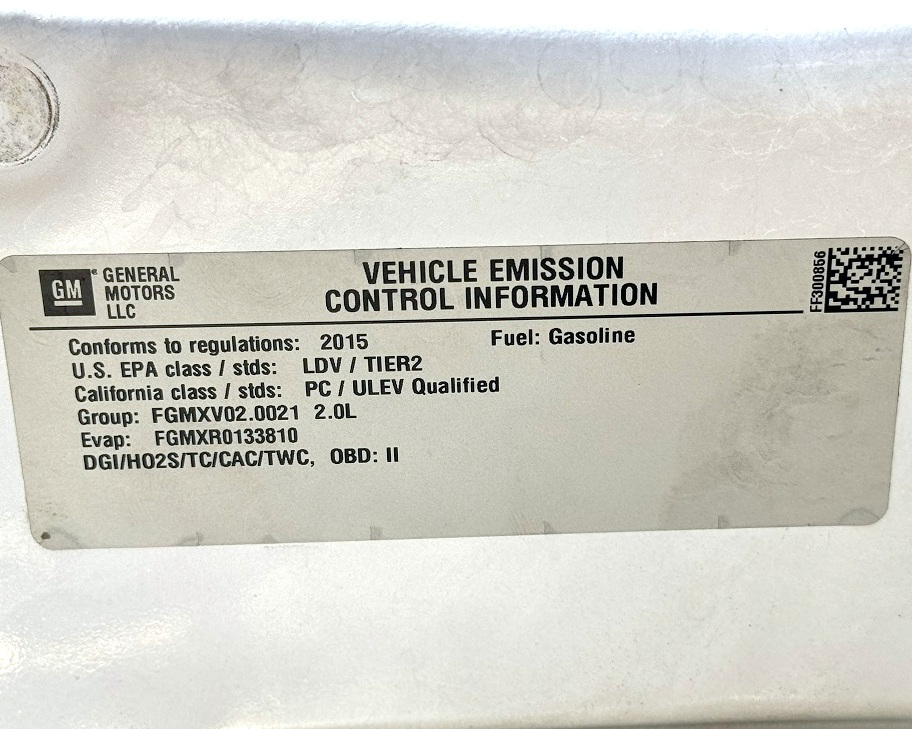 GM
GENERAL
MOTORS
LLC
VEHICLE EMISSION
CONTROL INFORMATION
FF300856
Conforms to regulations: 2015 Fuel: Gasoline
U.S. EPA class / stds: LDV / TIER2
California class / stds: PC / ULEV Qualified
Group: FGMXV02.0021 2.0L
Evap: FGMXR0133810
DGI/HO2S/TC/CAC/TWC, OBD: II